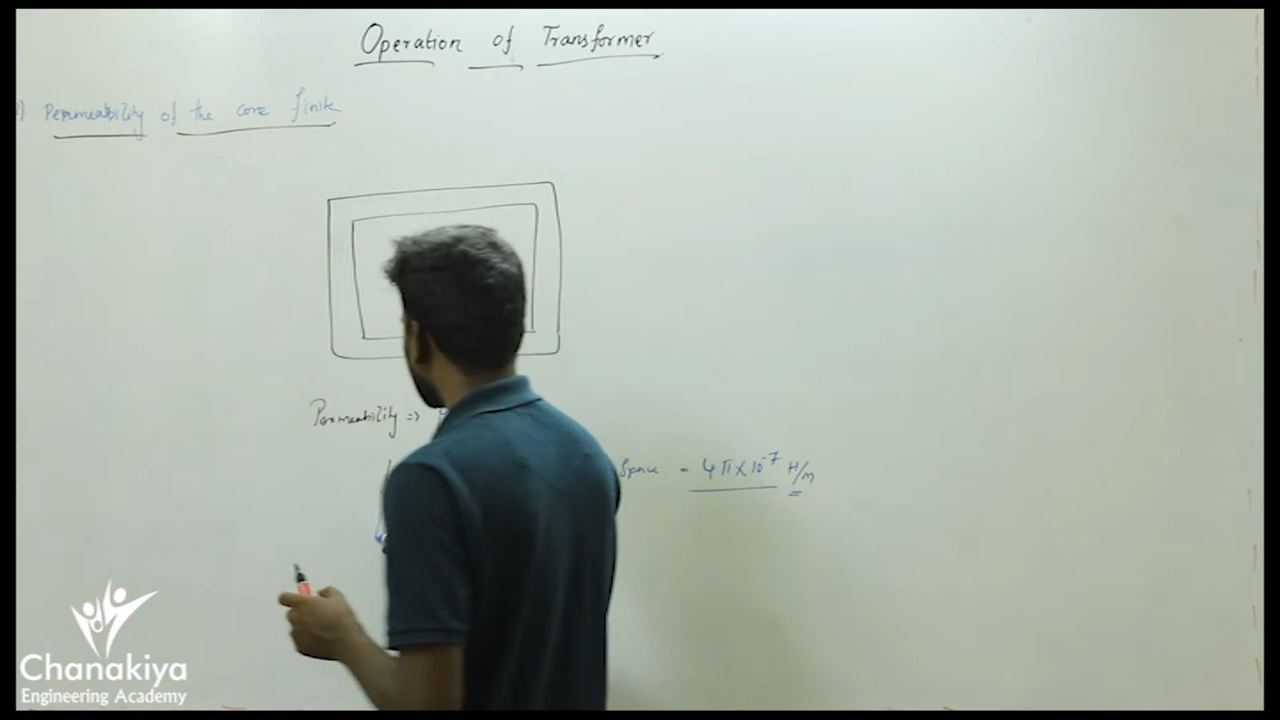 Operation of Transformer
Permeability of the core finite
Permeability =>
Space = 4π×10⁻⁷ H/m
Chanakiya
Engineering Academy